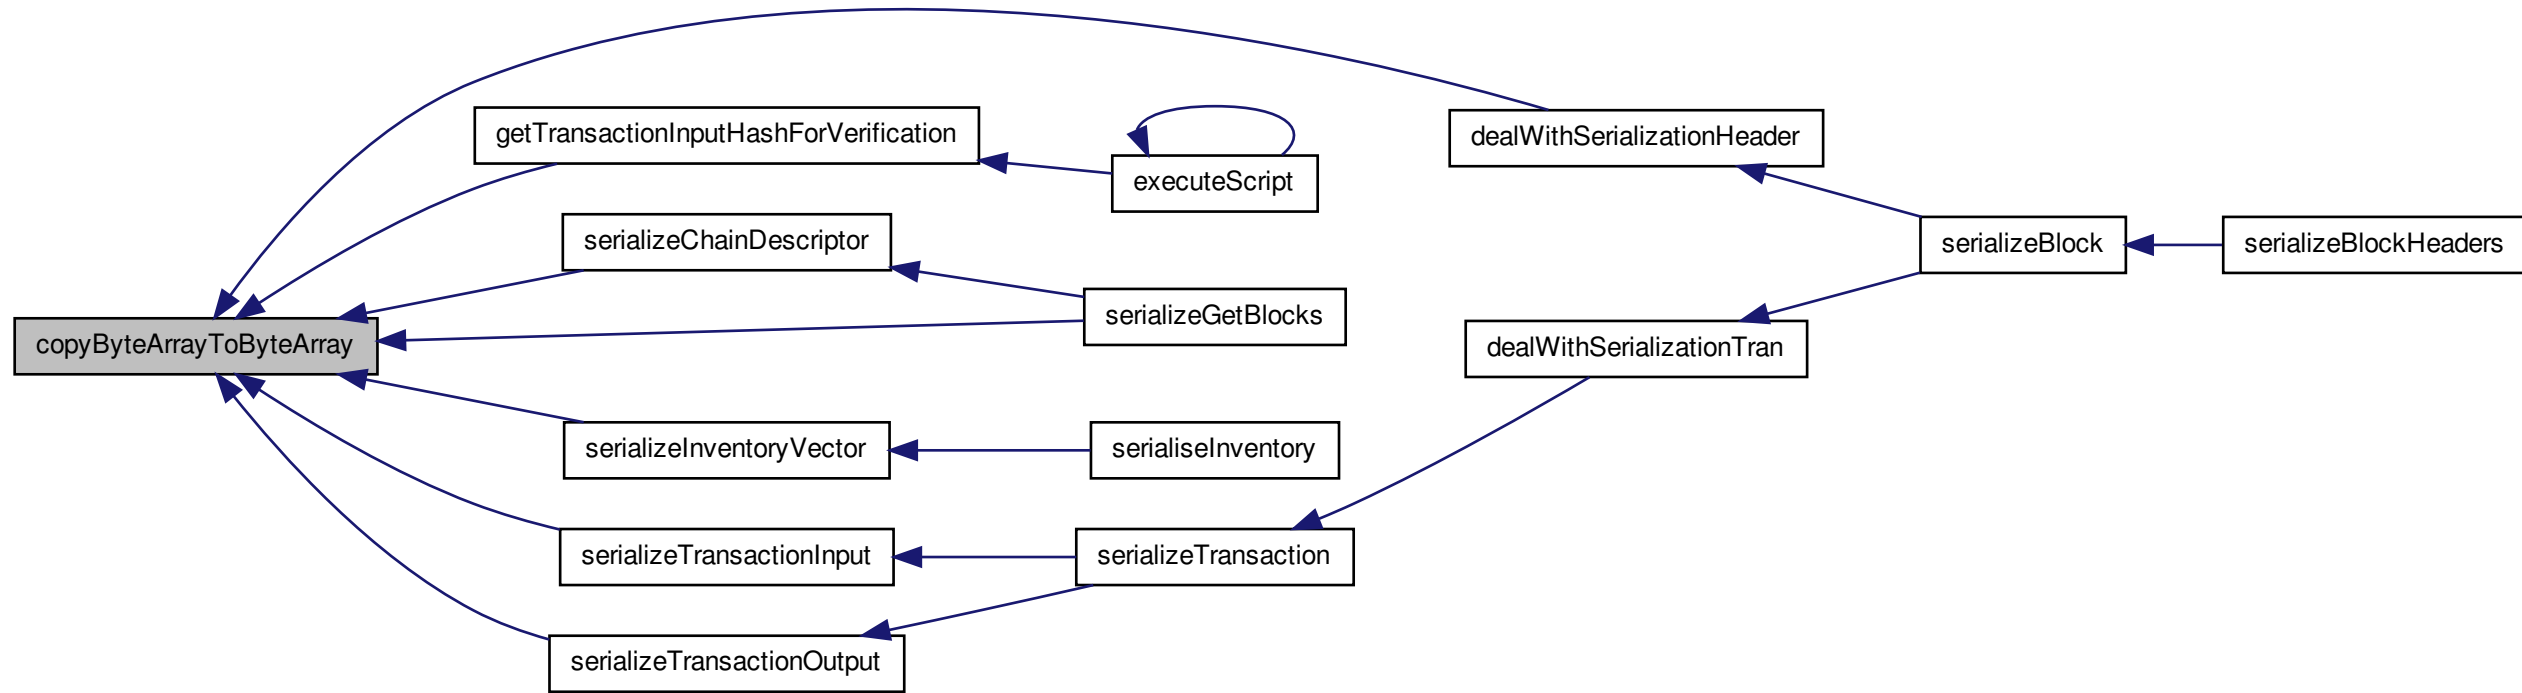 copyByteArrayToByteArray
getTransactionInputHashForVerification
executeScript
serializeChainDescriptor
serializeGetBlocks
serializeInventoryVector
serialiseInventory
serializeTransactionInput
serializeTransaction
serializeTransactionOutput
dealWithSerializationHeader
dealWithSerializationTran
serializeBlock
serializeBlockHeaders